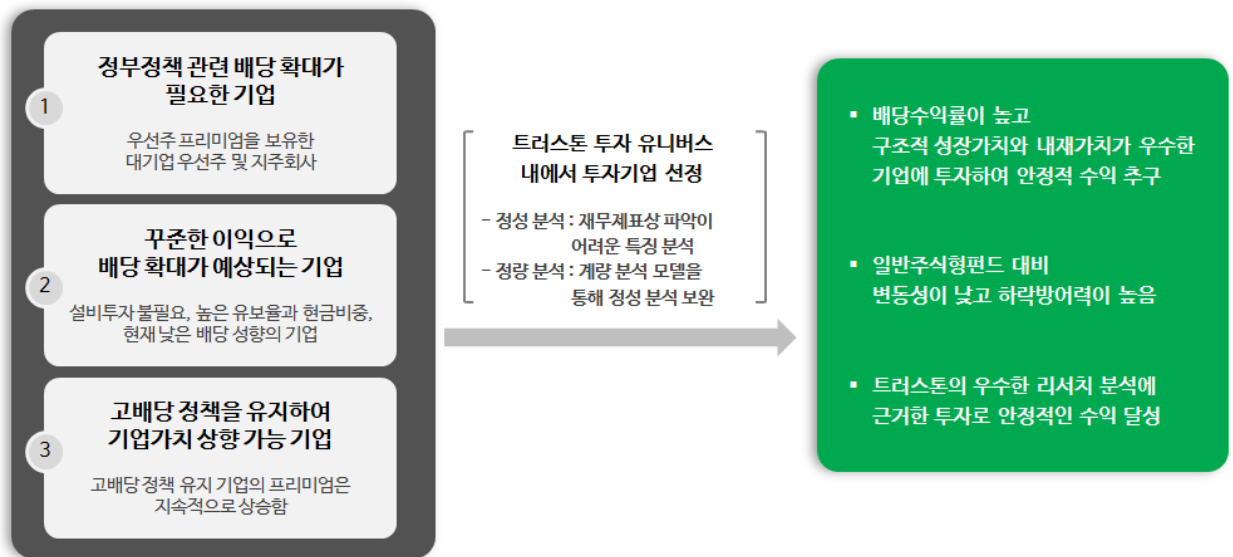 정부정책 관련 배당 확대가
필요한 기업
1
우선주 프리미엄을 보유한
대기업 우선주 및 지주회사
꾸준한 이익으로
배당 확대가 예상되는 기업
2
설비투자 불필요, 높은 유보율과 현금비중,
현재 낮은 배당 성향의 기업
고배당 정책을 유지하여
기업가치 상향 가능 기업
3
고배당 정책 유지 기업의 프리미엄은
지속적으로 상승함
트러스톤 투자 유니버스
내에서 투자기업 선정
- 정성 분석 : 재무제표상 파악이
어려운 특징 분석
- 정량 분석 : 계량 분석 모델을
통해 정성 분석 보완
▪ 배당수익률이 높고
구조적 성장가치와 내재가치가 우수한
기업에 투자하여 안정적 수익 추구
▪ 일반주식형펀드 대비
변동성이 낮고 하락방어력이 높음
▪ 트러스톤의 우수한 리서치 분석에
근거한 투자로 안정적인 수익 달성